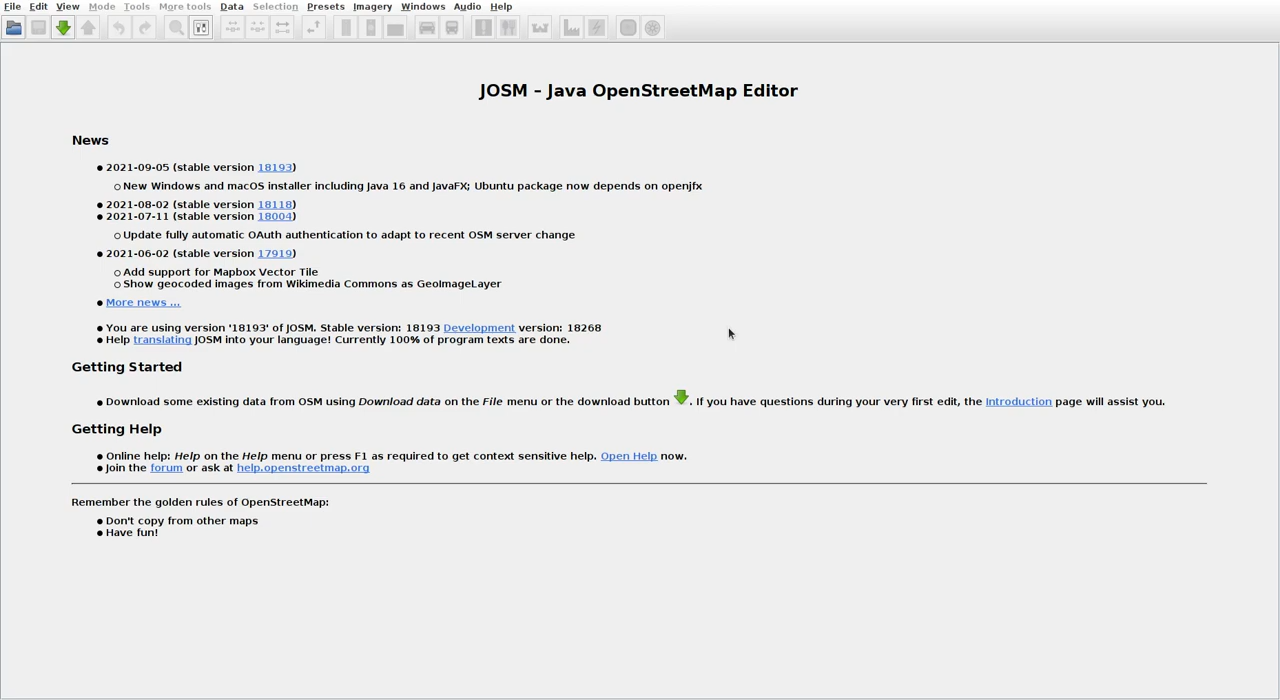 File Edit View Mode Tools More tools Data Selection Presets Imagery Windows Audio Help
JOSM – Java OpenStreetMap Editor
News
2021-09-05 (stable version 18193)
New Windows and macOS installer including Java 16 and JavaFX; Ubuntu package now depends on openjfx
2021-08-02 (stable version 18118)
2021-07-11 (stable version 18004)
Update fully automatic OAuth authentication to adapt to recent OSM server change
2021-06-02 (stable version 17919)
Add support for Mapbox Vector Tile
Show geocoded images from Wikimedia Commons as GeoImageLayer
More news ...
You are using version '18193' of JOSM. Stable version: 18193 Development version: 18268
Help translating JOSM into your language! Currently 100% of program texts are done.
Getting Started
Download some existing data from OSM using Download data on the File menu or the download button . If you have questions during your very first edit, the Introduction page will assist you.
Getting Help
Online help: Help on the Help menu or press F1 as required to get context sensitive help. Open Help now.
Join the forum or ask at help.openstreetmap.org
Remember the golden rules of OpenStreetMap:
Don't copy from other maps
Have fun!